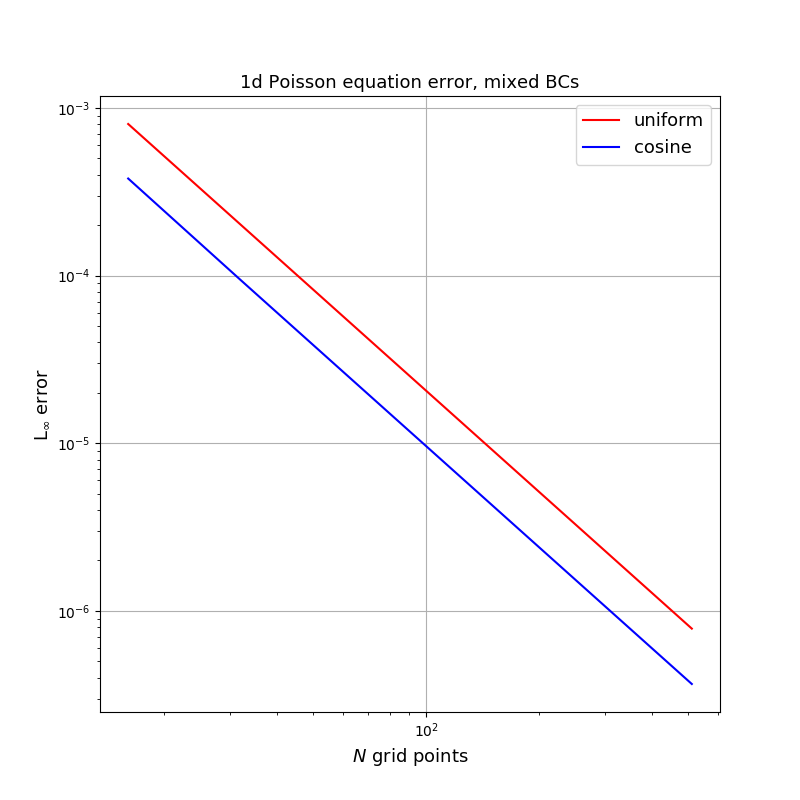 1d Poisson equation error, mixed BCs
uniform
cosine
10⁻³
10⁻⁴
10⁻⁵
10⁻⁶
L∞ error
10²
N grid points